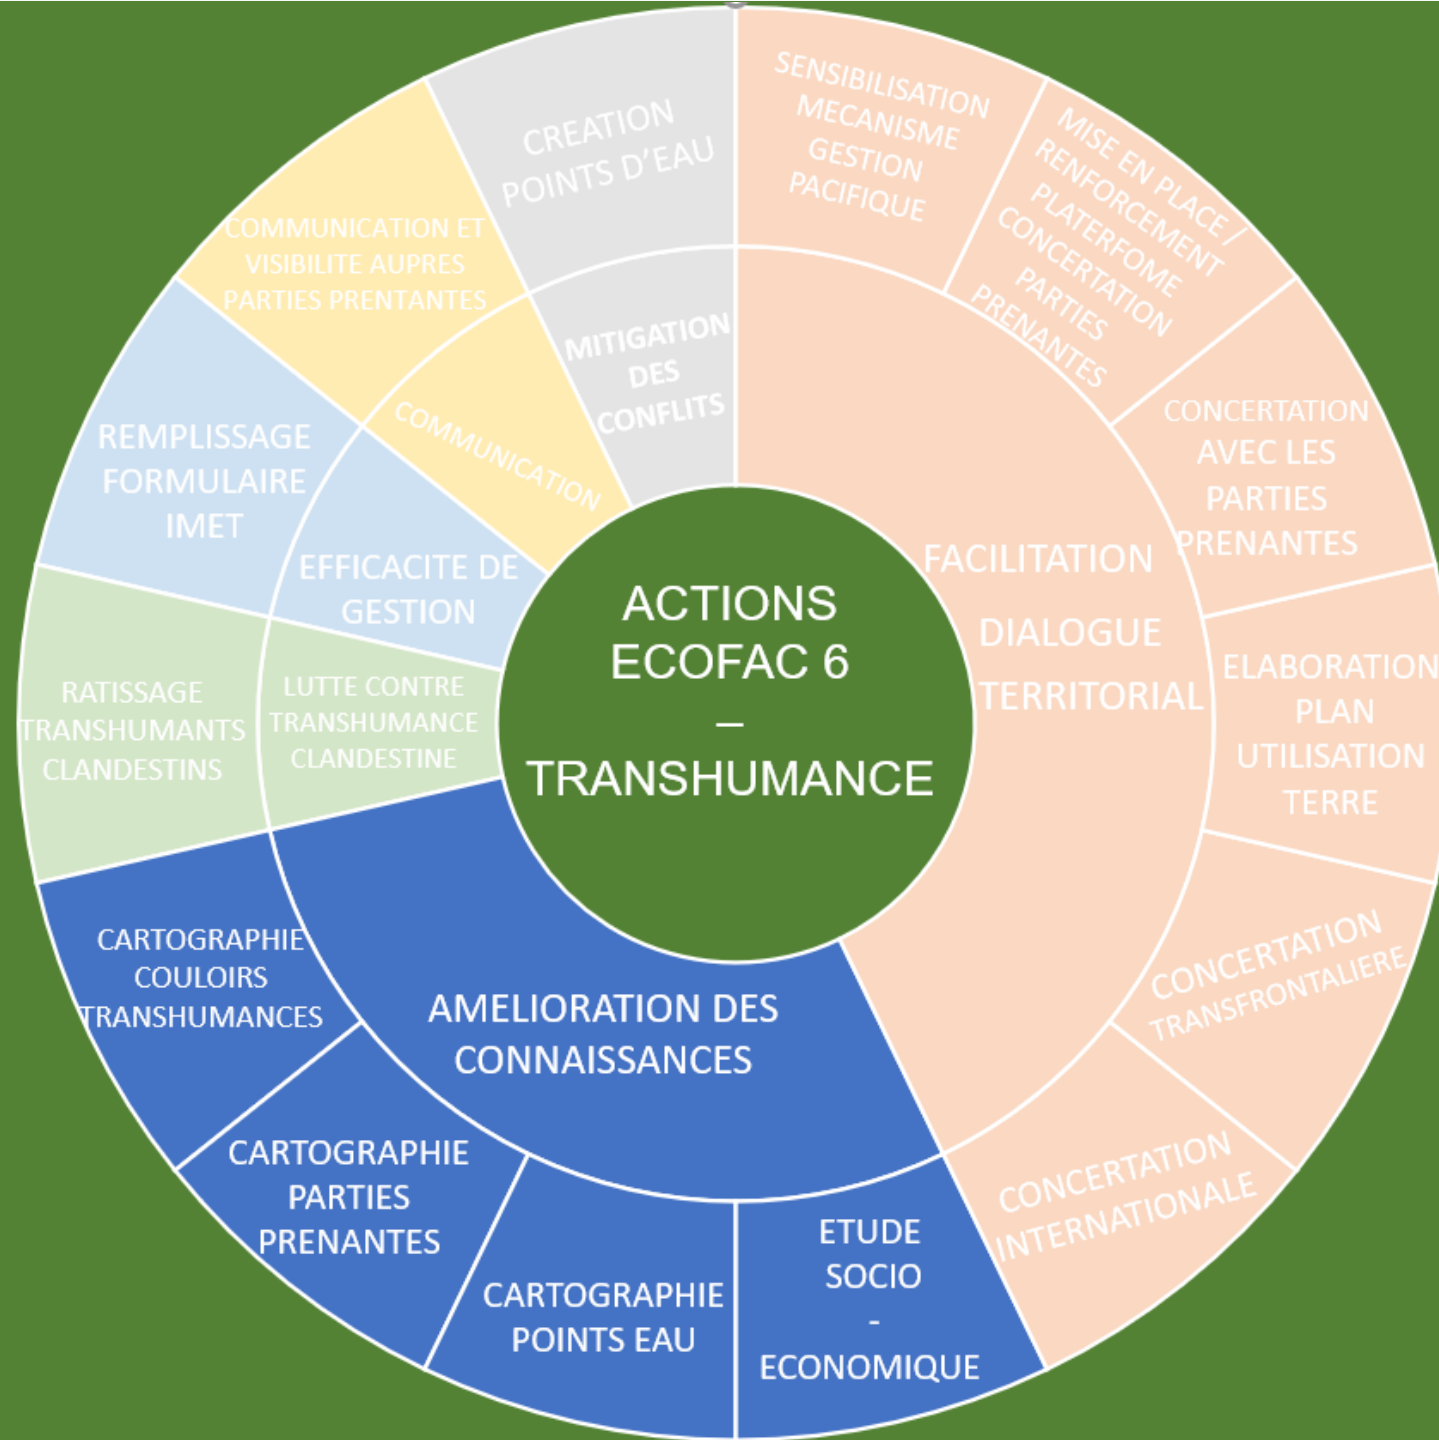 ACTIONS
ECOFAC 6
–
TRANSHUMANCE
FACILITATION
DIALOGUE
TERRITORIAL
SENSIBILISATION
MECANISME
GESTION
PACIFIQUE
MISE EN PLACE /
RENFORCEMENT
PLATERFOME
CONCERTATION
PARTIES
PRENANTES
CONCERTATION
AVEC LES
PARTIES
PRENANTES
ELABORATION
PLAN
UTILISATION
TERRE
CONCERTATION
TRANSFRONTALIERE
CONCERTATION
INTERNATIONALE
AMELIORATION DES
CONNAISSANCES
ETUDE
SOCIO
-
ECONOMIQUE
CARTOGRAPHIE
POINTS EAU
CARTOGRAPHIE
PARTIES
PRENANTES
CARTOGRAPHIE
COULOIRS
TRANSHUMANCES
LUTTE CONTRE
TRANSHUMANCE
CLANDESTINE
RATISSAGE
TRANSHUMANTS
CLANDESTINS
EFFICACITE DE
GESTION
REMPLISSAGE
FORMULAIRE
IMET
COMMUNICATION
COMMUNICATION ET
VISIBILITE AUPRES
PARTIES PRENTANTES
MITIGATION
DES
CONFLITS
CREATION
POINTS D'EAU